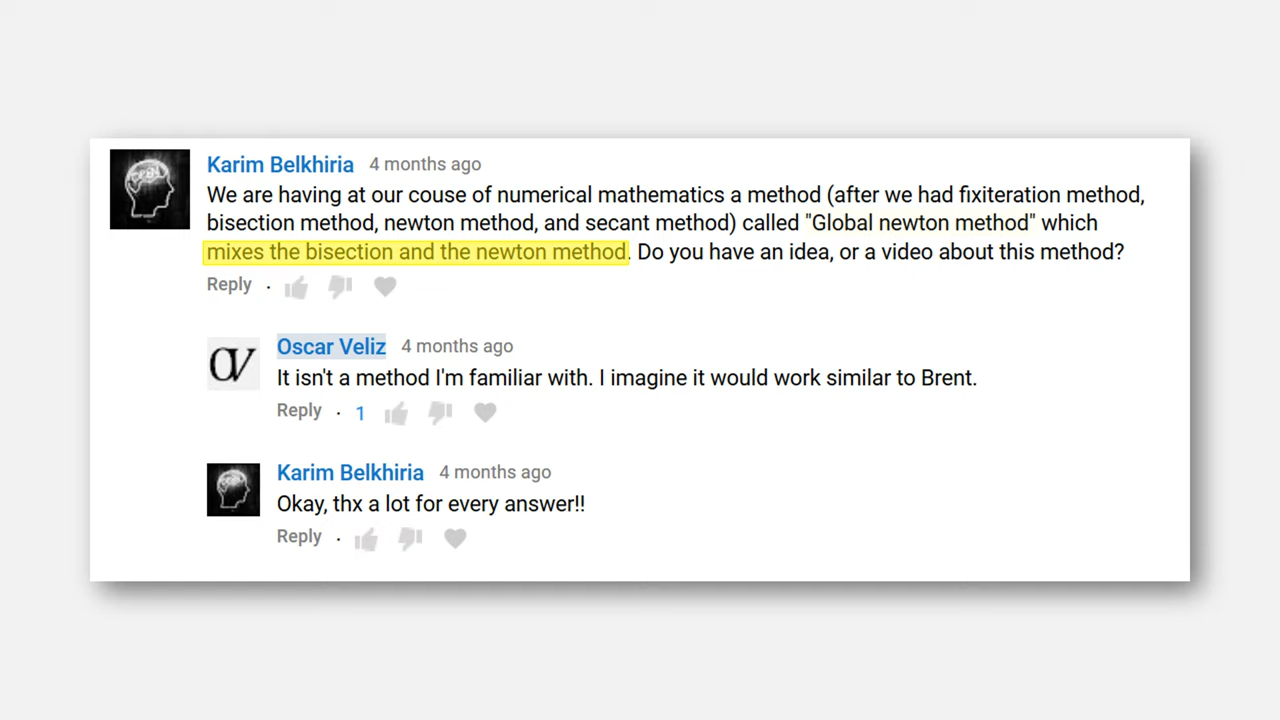 Karim Belkhiria 4 months ago
We are having at our couse of numerical mathematics a method (after we had fixiteration method,
bisection method, newton method, and secant method) called "Global newton method" which
mixes the bisection and the newton method. Do you have an idea, or a video about this method?
Reply ·
OV
Oscar Veliz 4 months ago
It isn't a method I'm familiar with. I imagine it would work similar to Brent.
Reply · 1
Karim Belkhiria 4 months ago
Okay, thx a lot for every answer!!
Reply ·